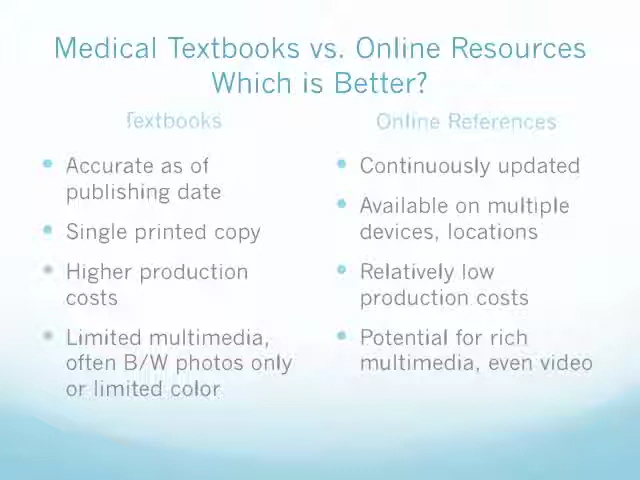 Medical Textbooks vs. Online Resources
Which is Better?
Textbooks
• Accurate as of
publishing date
• Single printed copy
• Higher production
costs
• Limited multimedia,
often B/W photos only
or limited color
Online References
• Continuously updated
• Available on multiple
devices, locations
• Relatively low
production costs
• Potential for rich
multimedia, even video